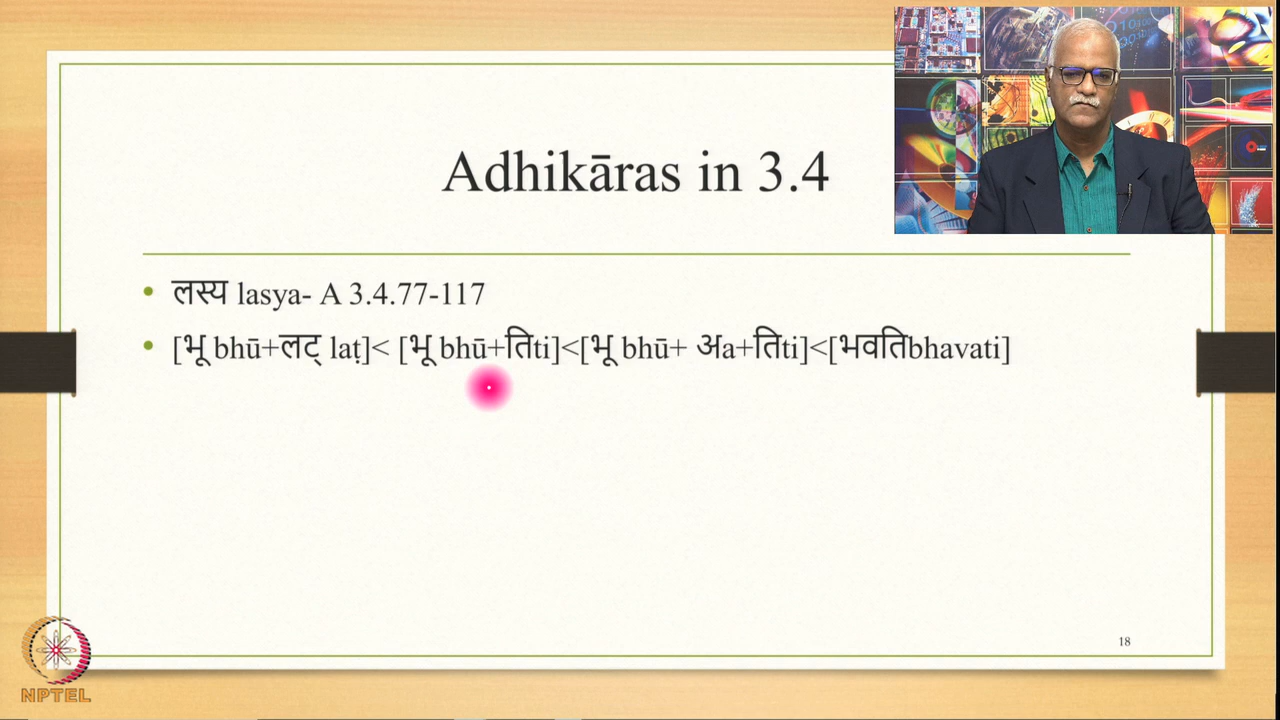 Adhikāras in 3.4
• लस्य lasya- A 3.4.77-117
• [भू bhū+लट् laṭ]< [भू bhū+तिti]<[भू bhū+ अa+तिti]<[भवतिbhavati]
18
NPTEL